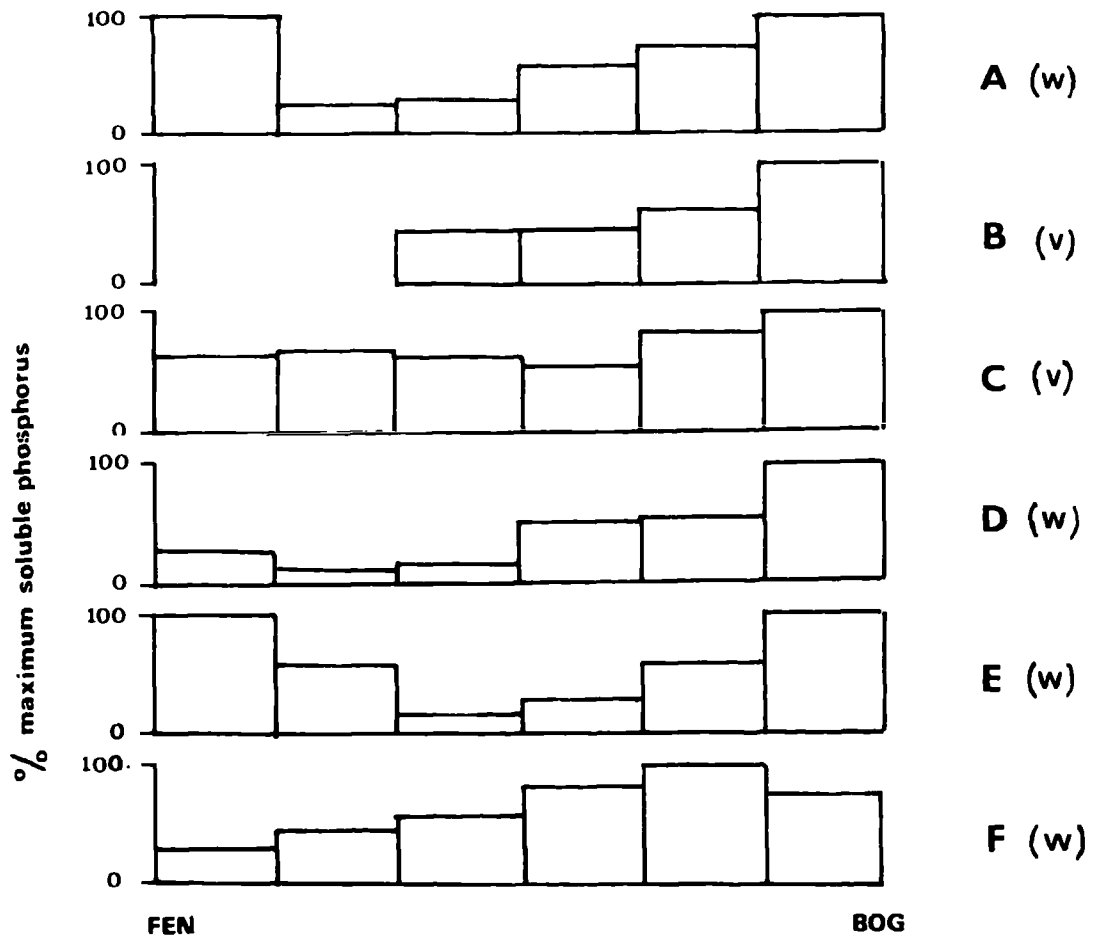 100
0
A (w)
100
0
B (v)
100
0
C (v)
100
0
D (w)
100
0
E (w)
100.
0
F (w)
% maximum soluble phosphorus
FEN
BOG